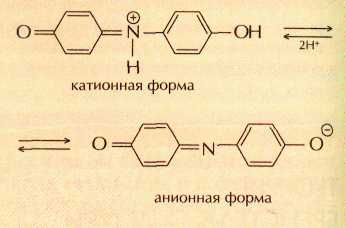 O N ⊕ OH
H
2H⁺
катионная форма
O N O ⊖
анионная форма